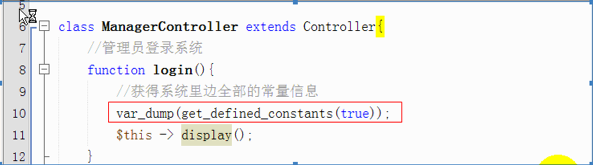 5
6 class ManagerController extends Controller{
7 //管理员登录系统
8 function login(){
9 //获得系统里边全部的常量信息
10 var_dump(get_defined_constants(true));
11 $this -> display();
12 }